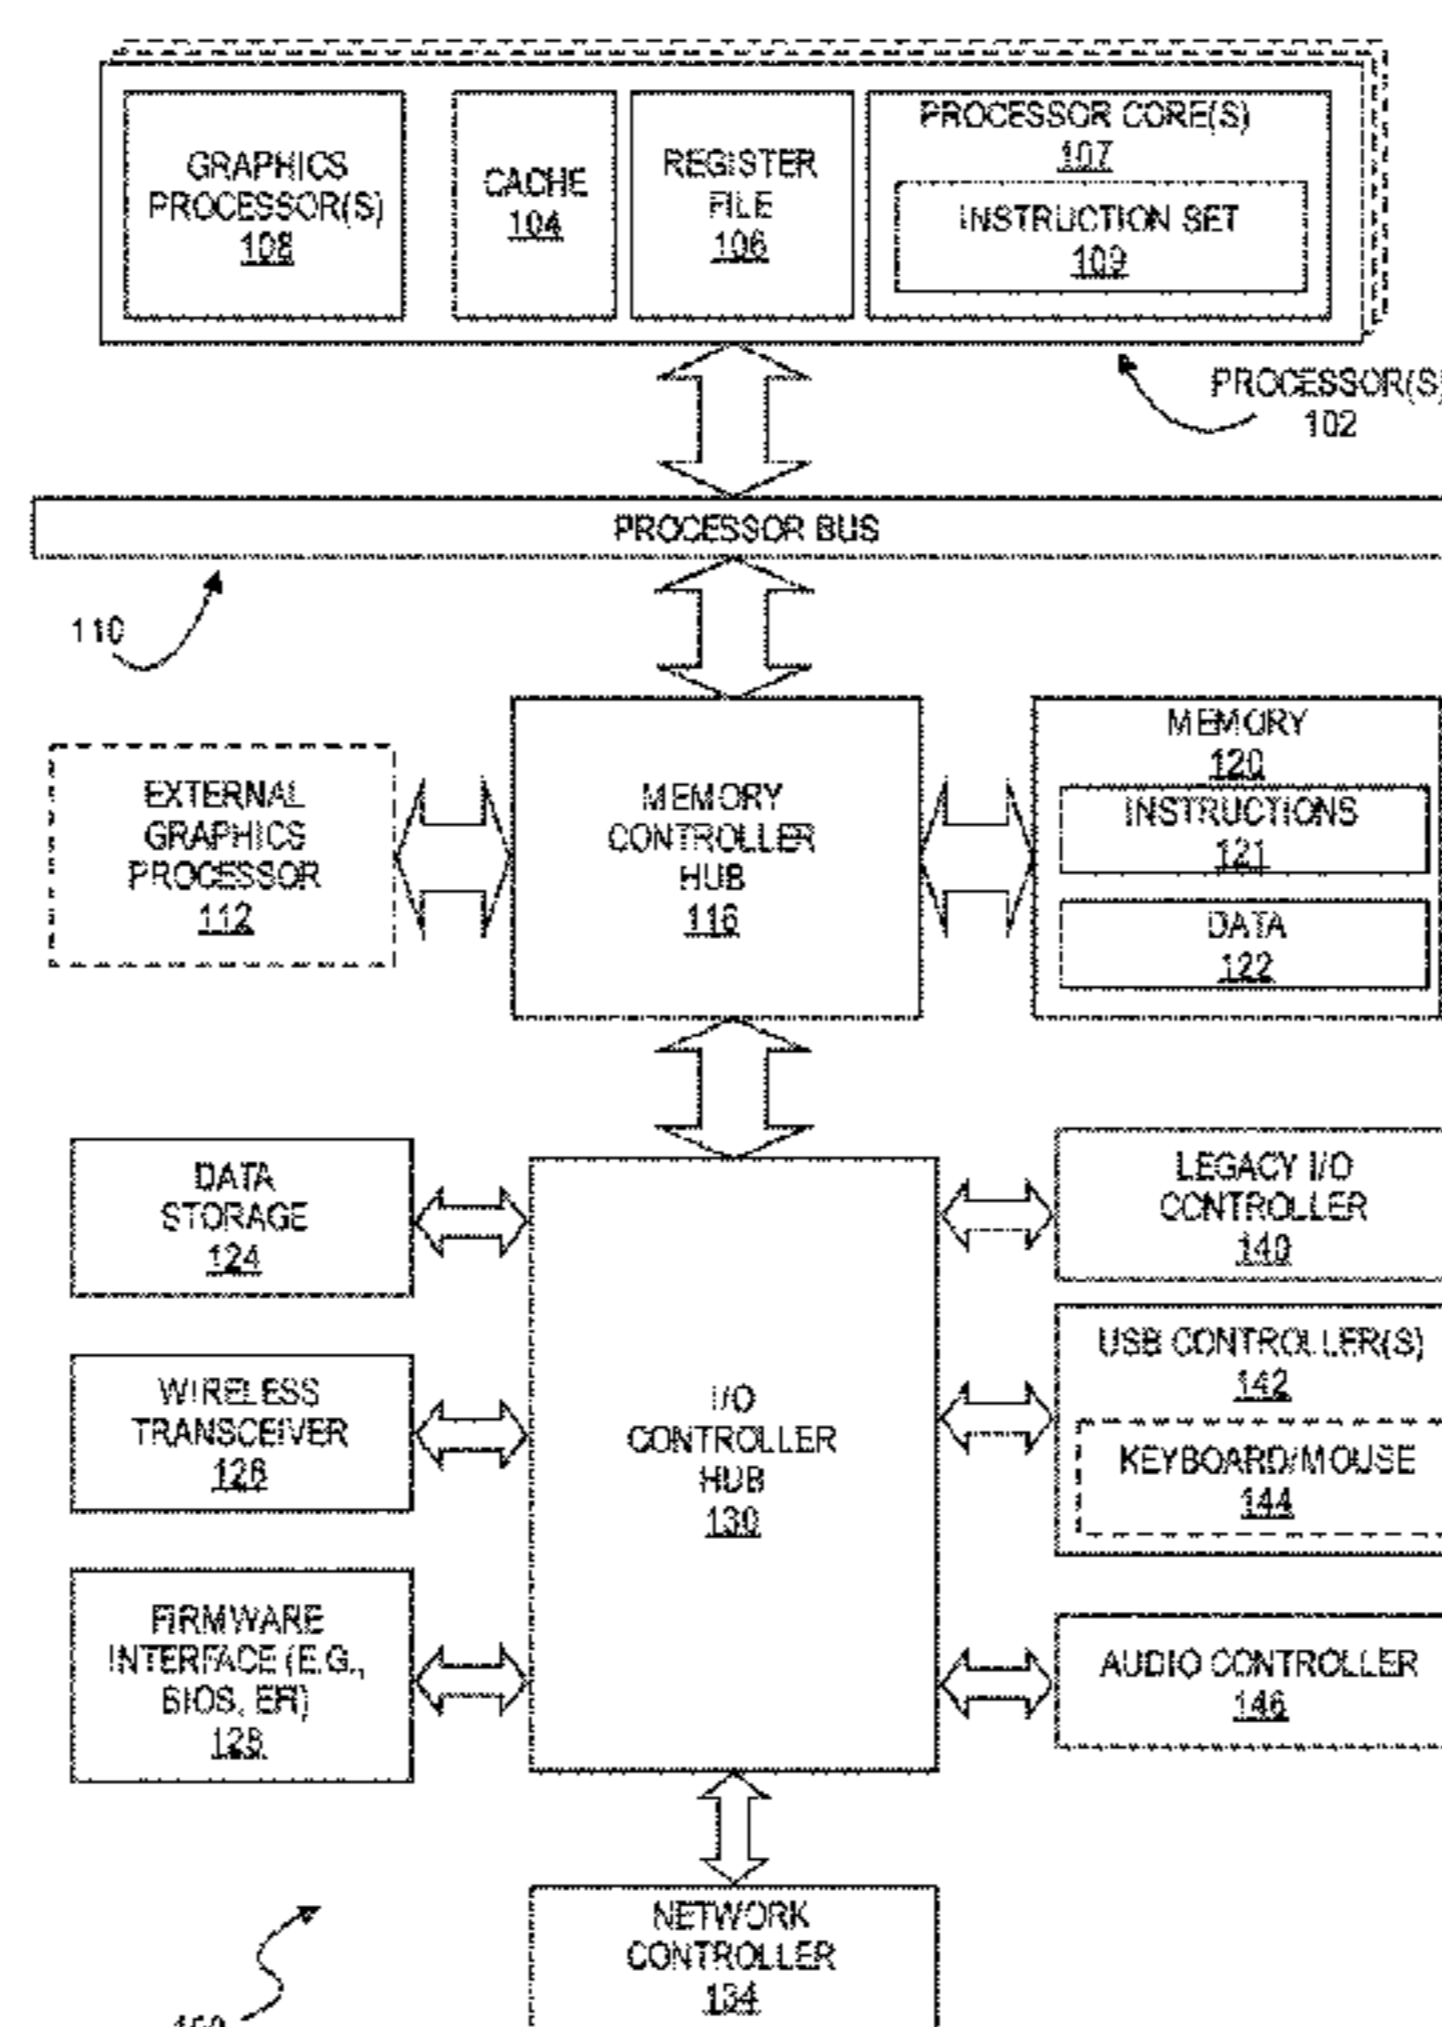 GRAPHICS
PROCESSOR(S)
108
CACHE
104
REGISTER
FILE
106
PROCESSOR CORE(S)
107
INSTRUCTION SET
109
PROCESSOR(S)
102
PROCESSOR BUS
110
EXTERNAL
GRAPHICS
PROCESSOR
112
MEMORY
CONTROLLER
HUB
116
MEMORY
120
INSTRUCTIONS
121
DATA
122
DATA
STORAGE
124
WIRELESS
TRANSCEIVER
126
FIRMWARE
INTERFACE (E.G.,
BIOS, EFI)
128
I/O
CONTROLLER
HUB
130
LEGACY I/O
CONTROLLER
140
USB CONTROLLER(S)
142
KEYBOARD/MOUSE
144
AUDIO CONTROLLER
146
NETWORK
CONTROLLER
134